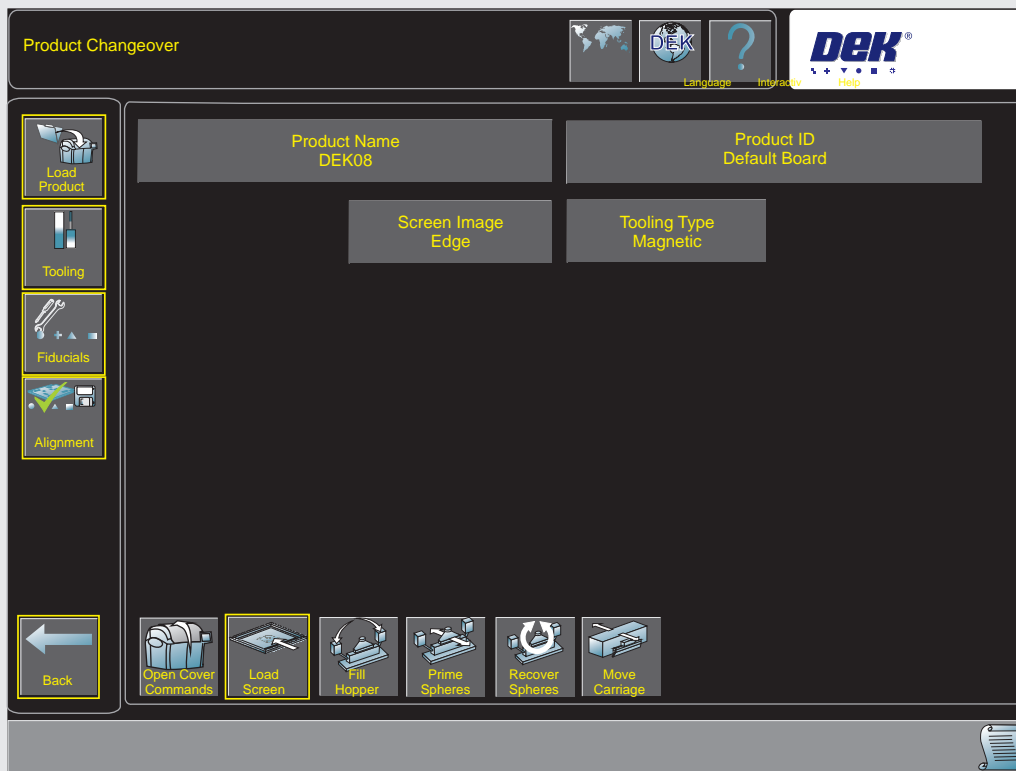 Product Changeover
DEK
DEK®
Language
Interactiv
Help
Load
Product
Tooling
Fiducials
Alignment
Back
Product Name
DEK08
Product ID
Default Board
Screen Image
Edge
Tooling Type
Magnetic
Open Cover
Commands
Load
Screen
Fill
Hopper
Prime
Spheres
Recover
Spheres
Move
Carriage